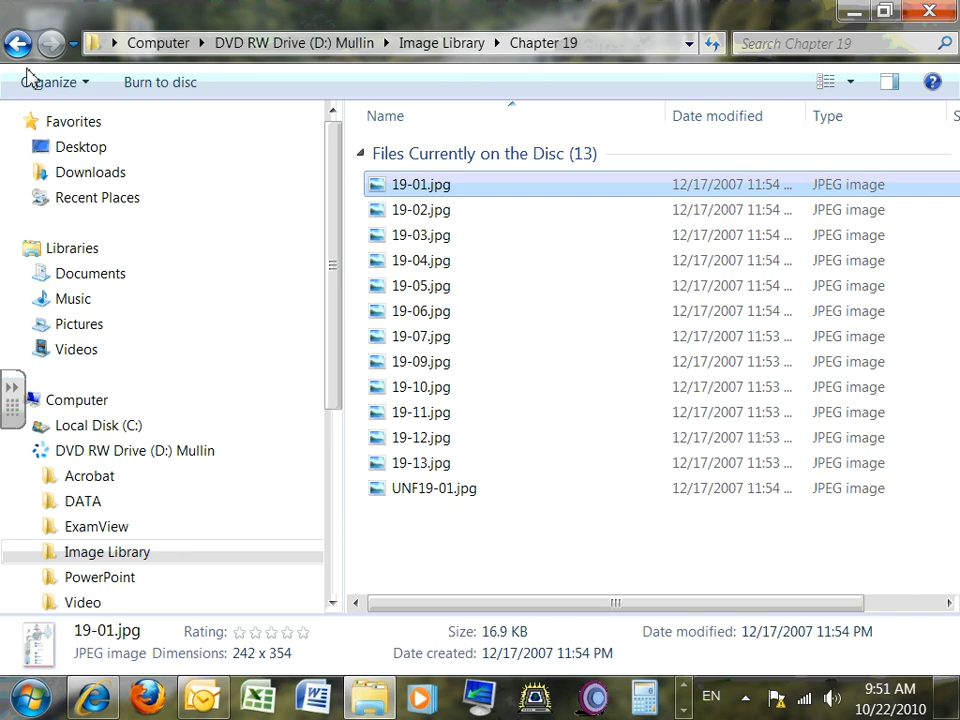 Computer DVD RW Drive (D:) Mullin Image Library Chapter 19 Search Chapter 19
Organize Burn to disc
Name Date modified Type S
Files Currently on the Disc (13)
19-01.jpg 12/17/2007 11:54 ... JPEG image
19-02.jpg 12/17/2007 11:54 ... JPEG image
19-03.jpg 12/17/2007 11:54 ... JPEG image
19-04.jpg 12/17/2007 11:54 ... JPEG image
19-05.jpg 12/17/2007 11:54 ... JPEG image
19-06.jpg 12/17/2007 11:54 ... JPEG image
19-07.jpg 12/17/2007 11:53 ... JPEG image
19-09.jpg 12/17/2007 11:53 ... JPEG image
19-10.jpg 12/17/2007 11:53 ... JPEG image
19-11.jpg 12/17/2007 11:53 ... JPEG image
19-12.jpg 12/17/2007 11:53 ... JPEG image
19-13.jpg 12/17/2007 11:53 ... JPEG image
UNF19-01.jpg 12/17/2007 11:54 ... JPEG image
Favorites
Desktop
Downloads
Recent Places
Libraries
Documents
Music
Pictures
Videos
Computer
Local Disk (C:)
DVD RW Drive (D:) Mullin
Acrobat
DATA
ExamView
Image Library
PowerPoint
Video
19-01.jpg Rating: Size: 16.9 KB Date modified: 12/17/2007 11:54 PM
JPEG image Dimensions: 242 x 354 Date created: 12/17/2007 11:54 PM
EN 9:51 AM
10/22/2010